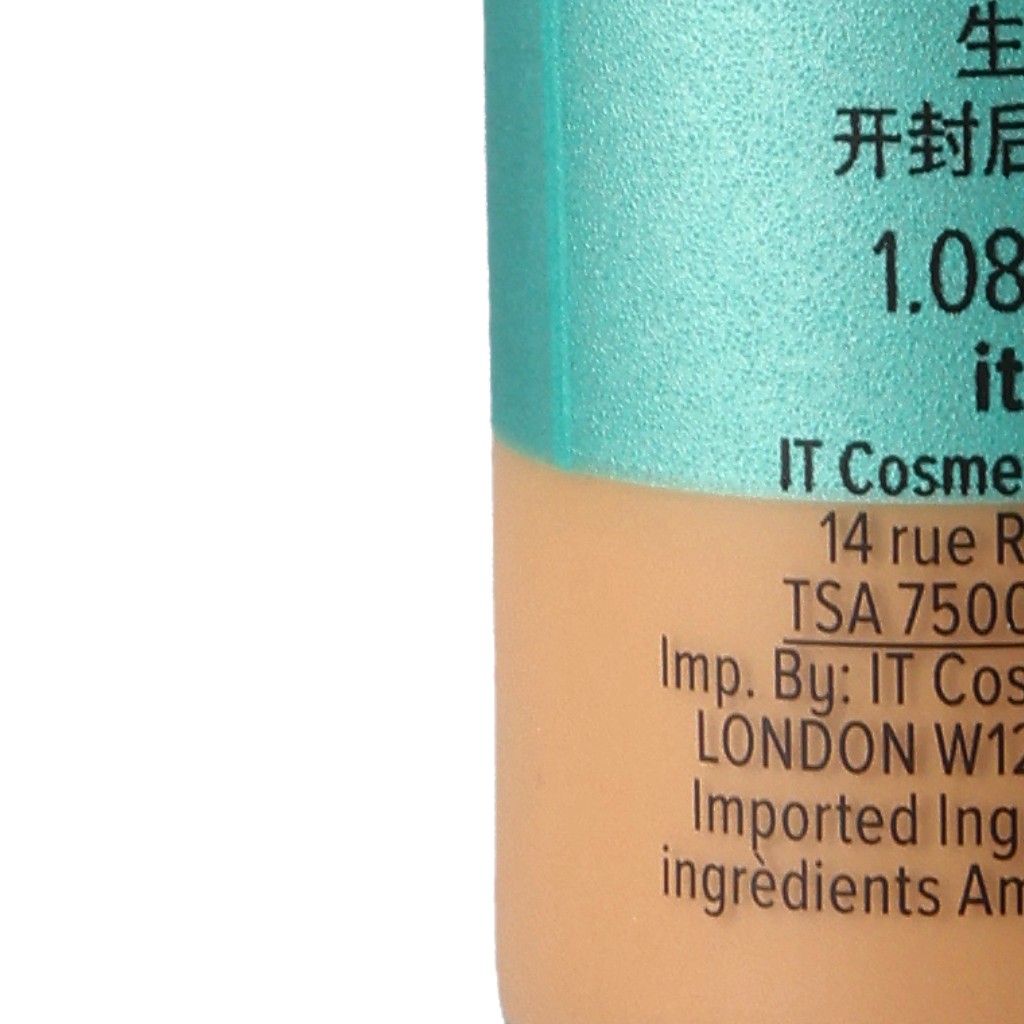 生
开封后
1.08
it
IT Cosme
14 rue R
TSA 7500
Imp. By: IT Cos
LONDON W12
Imported Ing
ingrèdients Am